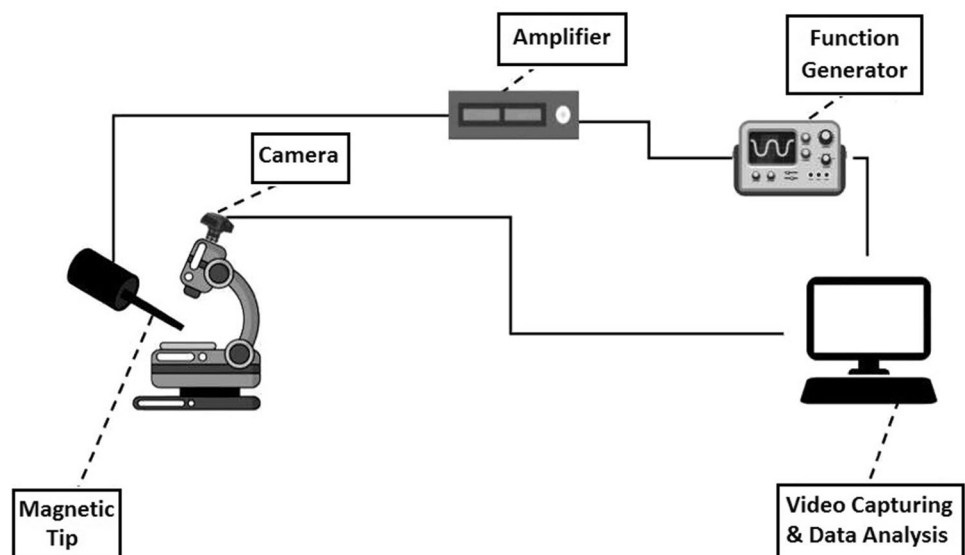 Amplifier
Function
Generator
Camera
Magnetic
Tip
Video Capturing
& Data Analysis